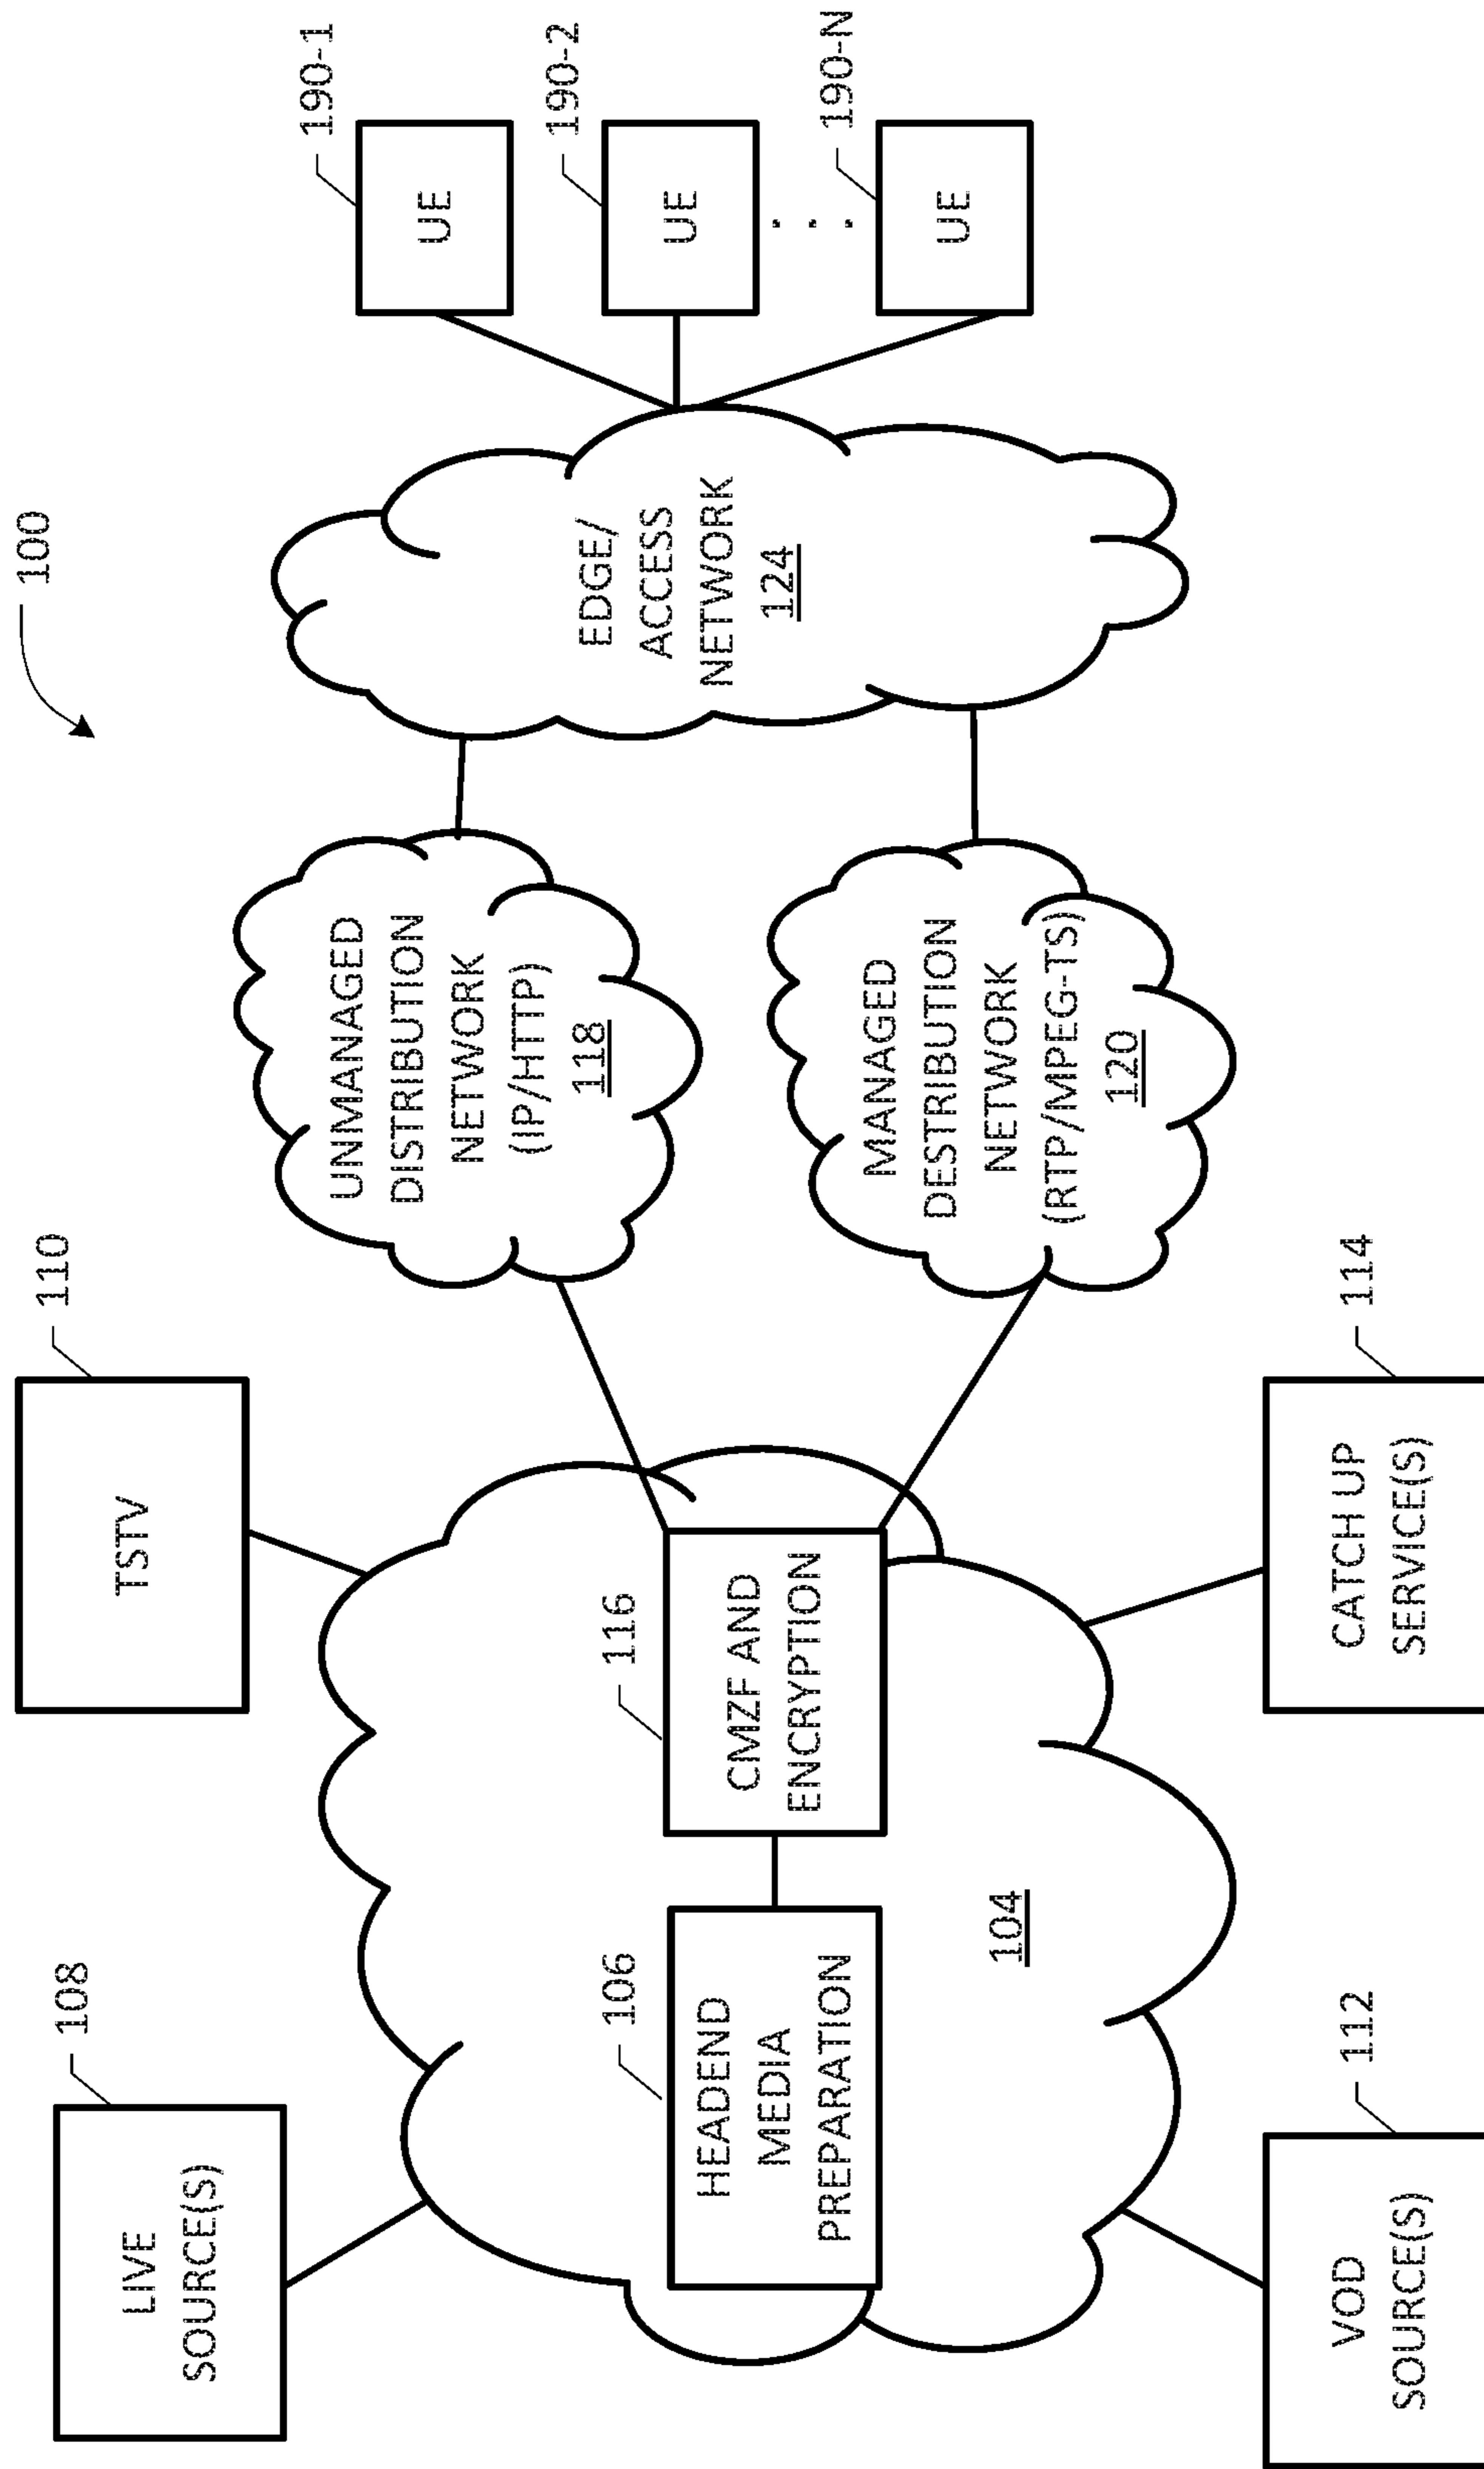 100
108
LIVE
SOURCE(S)
110
TSTV
106
HEADEND
MEDIA
PREPARATION
116
CMZF AND
ENCRYPTION
104
112
VOD
SOURCE(S)
114
CATCH UP
SERVICE(S)
UNMANAGED
DISTRIBUTION
NETWORK
(IP/HTTP)
118
MANAGED
DESTRIBUTION
NETWORK
(RTP/MPEG-TS)
120
EDGE/
ACCESS
NETWORK
124
190-1
UE
190-2
UE
190-N
UE